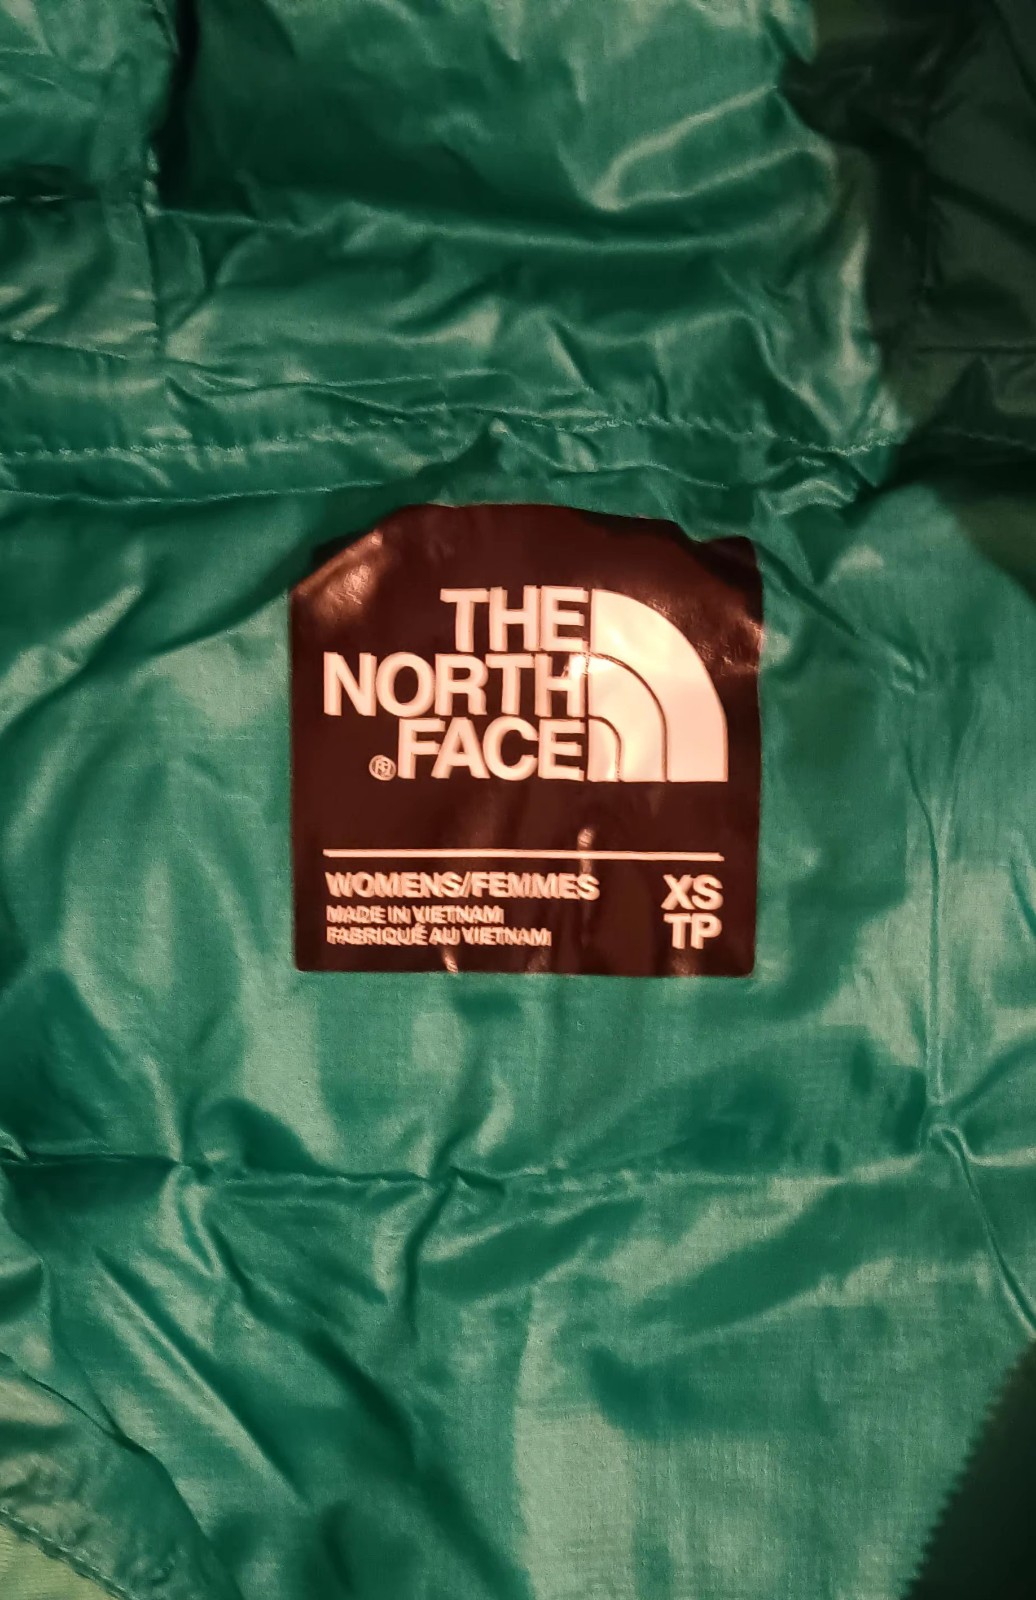 THE
NORTH
®FACE
WOMENS/FEMMES XS
MADE IN VIETNAM
FABRIQUÉ AU VIETNAM TP